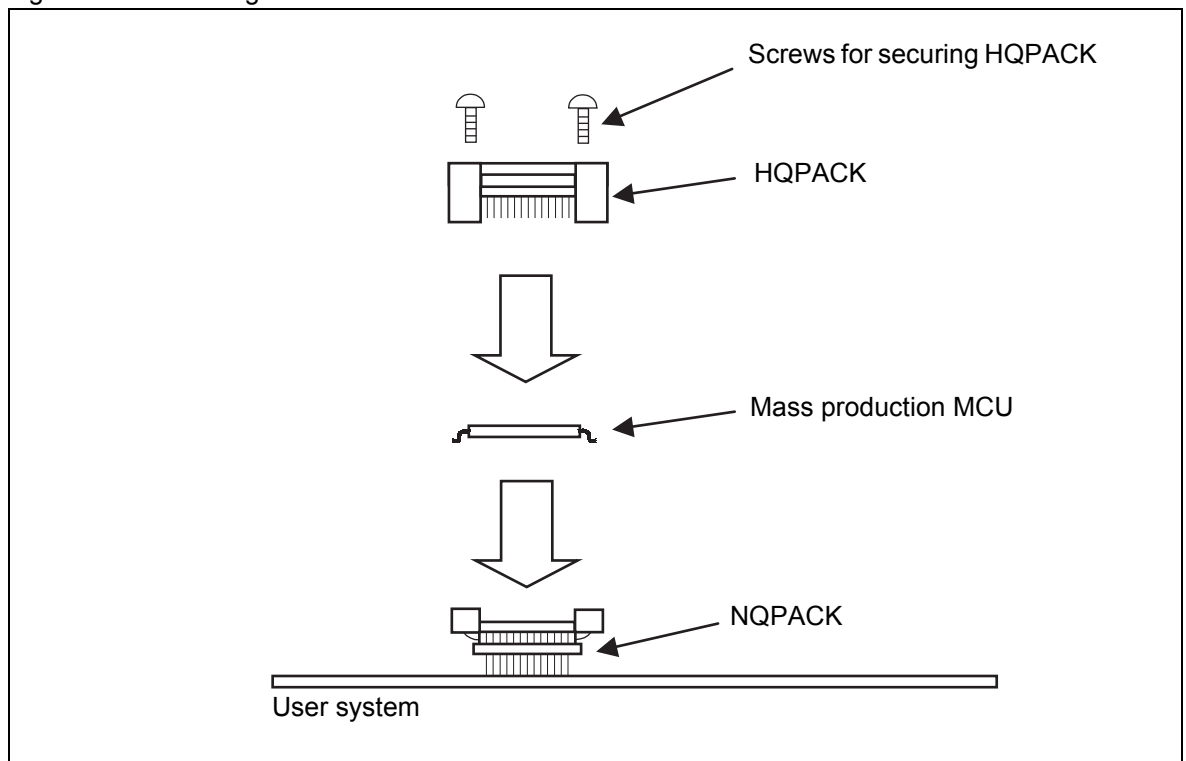 Screws for securing HQPACK
HQPACK
Mass production MCU
NQPACK
User system